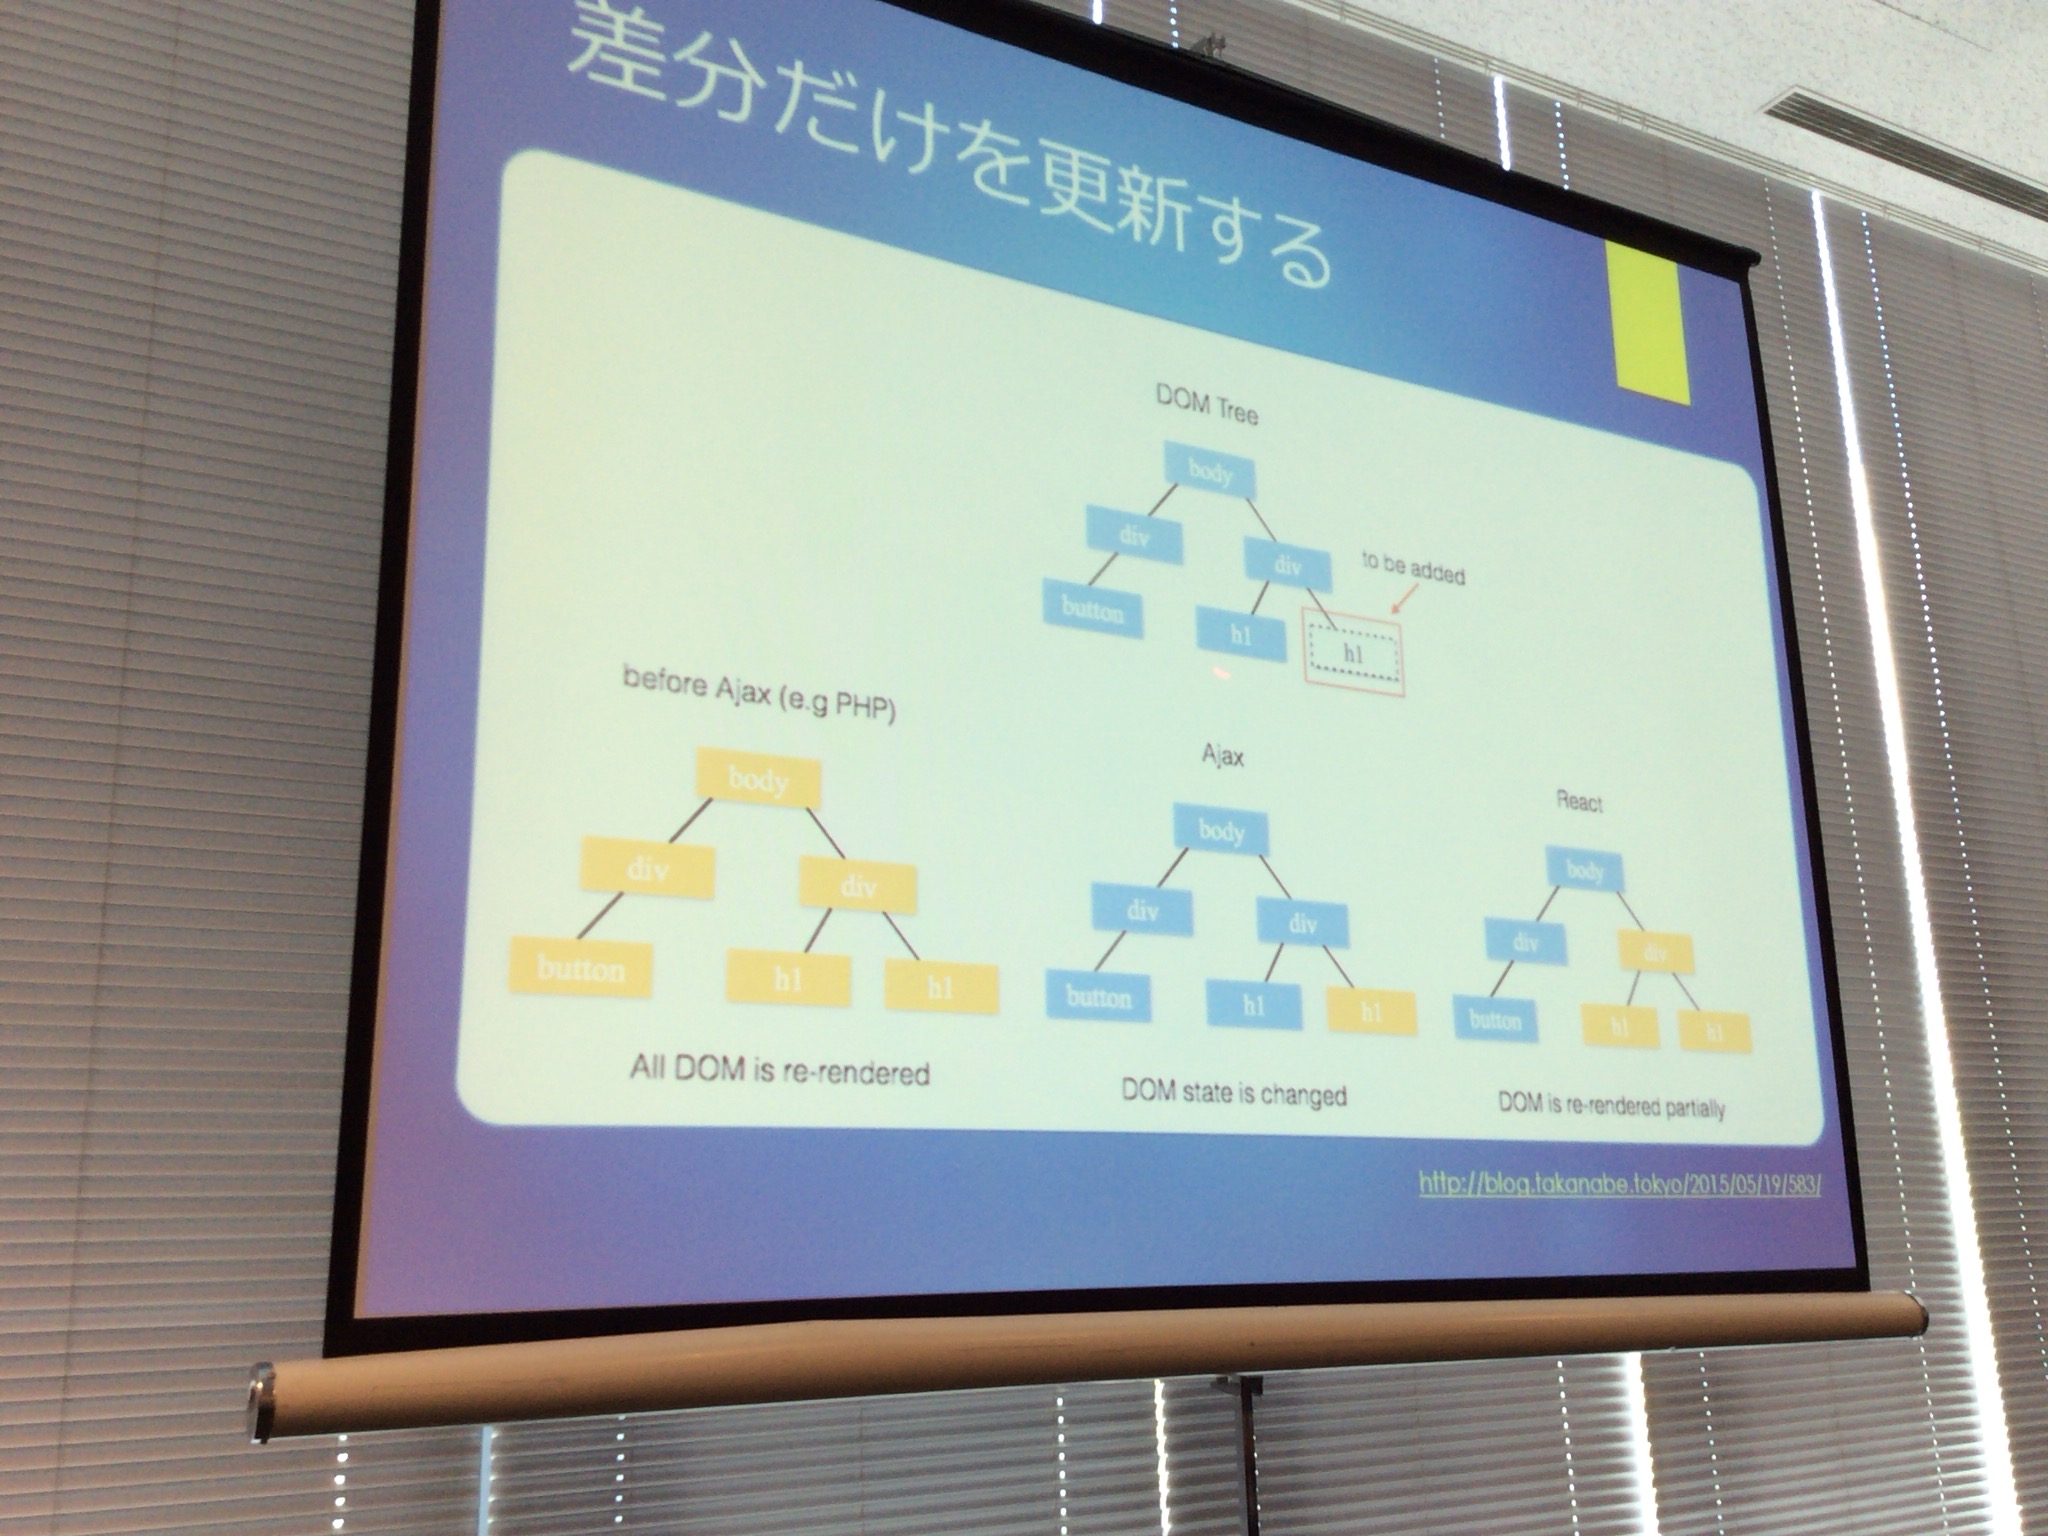 差分だけを更新する
DOM Tree
body
div
div
to be added
button
h1
h1
before Ajax (e.g PHP)
body
div
div
button
h1
h1
All DOM is re-rendered
Ajax
body
div
div
button
h1
h1
DOM state is changed
React
body
div
div
button
h1
h1
DOM is re-rendered partially
http://blog.takanabe.tokyo/2015/05/19/583/